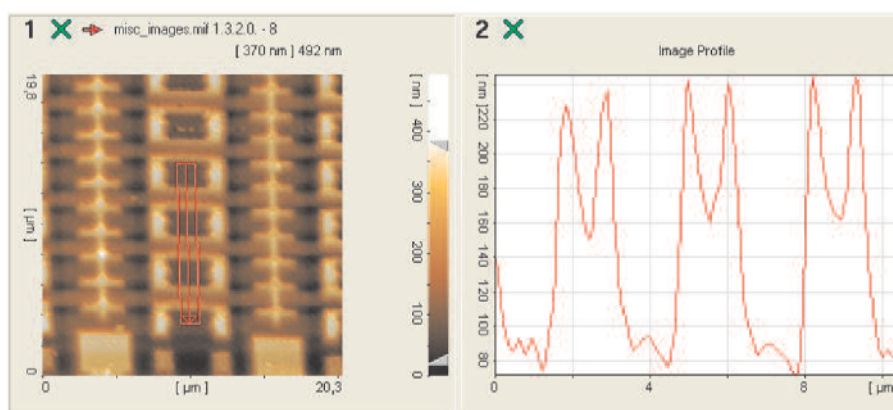 1 misc_images.mif 1.3.2.0. - 8
[ 370 nm ] 492 nm
19,8
[ µm ]
0
0 [ µm ] 20,3
[ nm ]
400
300
200
100
0
2
Image Profile
[nm]
220
200
180
160
140
120
100
80
0 4 8 [µm